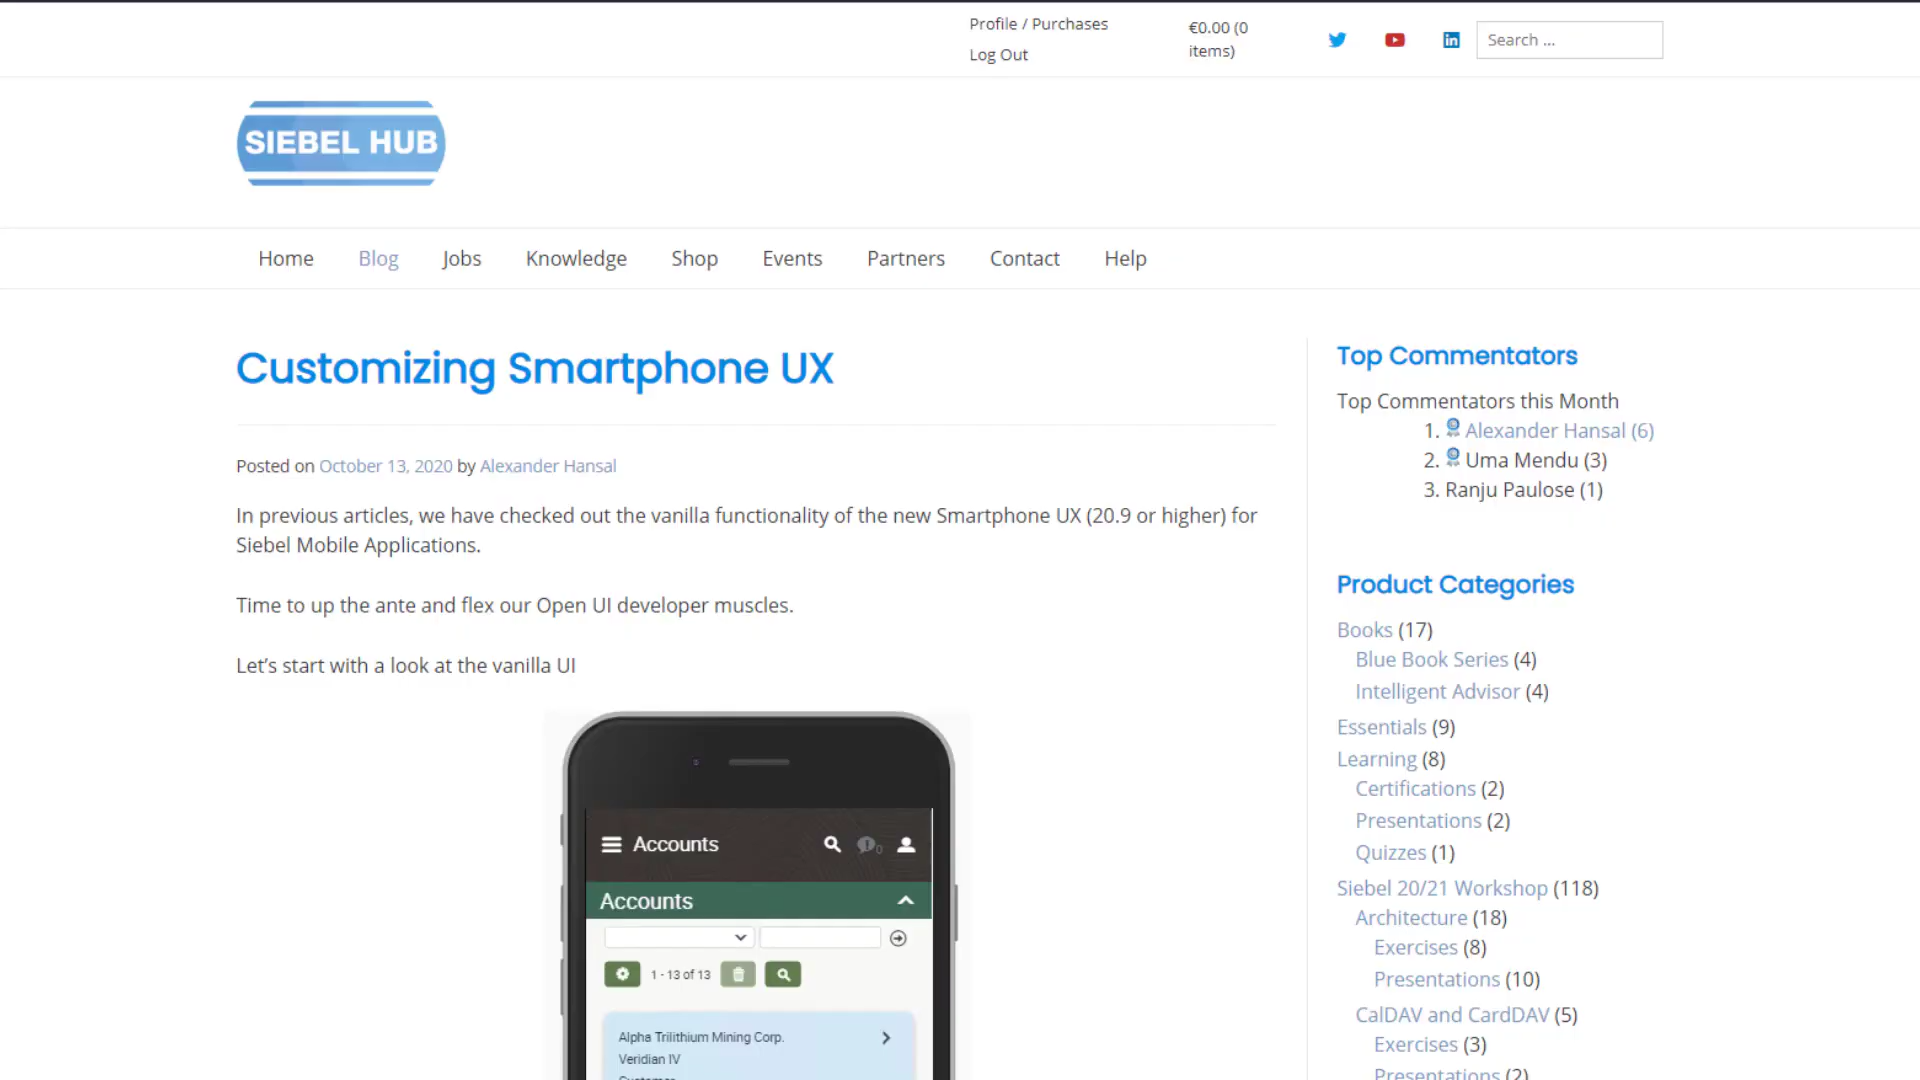 Profile / Purchases
Log Out
€0.00 (0
items)
Search ...
SIEBEL HUB
Home
Blog
Jobs
Knowledge
Shop
Events
Partners
Contact
Help
Customizing Smartphone UX
Posted on October 13, 2020 by Alexander Hansal
In previous articles, we have checked out the vanilla functionality of the new Smartphone UX (20.9 or higher) for
Siebel Mobile Applications.
Time to up the ante and flex our Open UI developer muscles.
Let’s start with a look at the vanilla UI
Accounts
0
Accounts
1 - 13 of 13
Alpha Trilithium Mining Corp.
Veridian IV
Customer
Top Commentators
Top Commentators this Month
1. Alexander Hansal (6)
2. Uma Mendu (3)
3. Ranju Paulose (1)
Product Categories
Books (17)
Blue Book Series (4)
Intelligent Advisor (4)
Essentials (9)
Learning (8)
Certifications (2)
Presentations (2)
Quizzes (1)
Siebel 20/21 Workshop (118)
Architecture (18)
Exercises (8)
Presentations (10)
CalDAV and CardDAV (5)
Exercises (3)
Presentations (2)